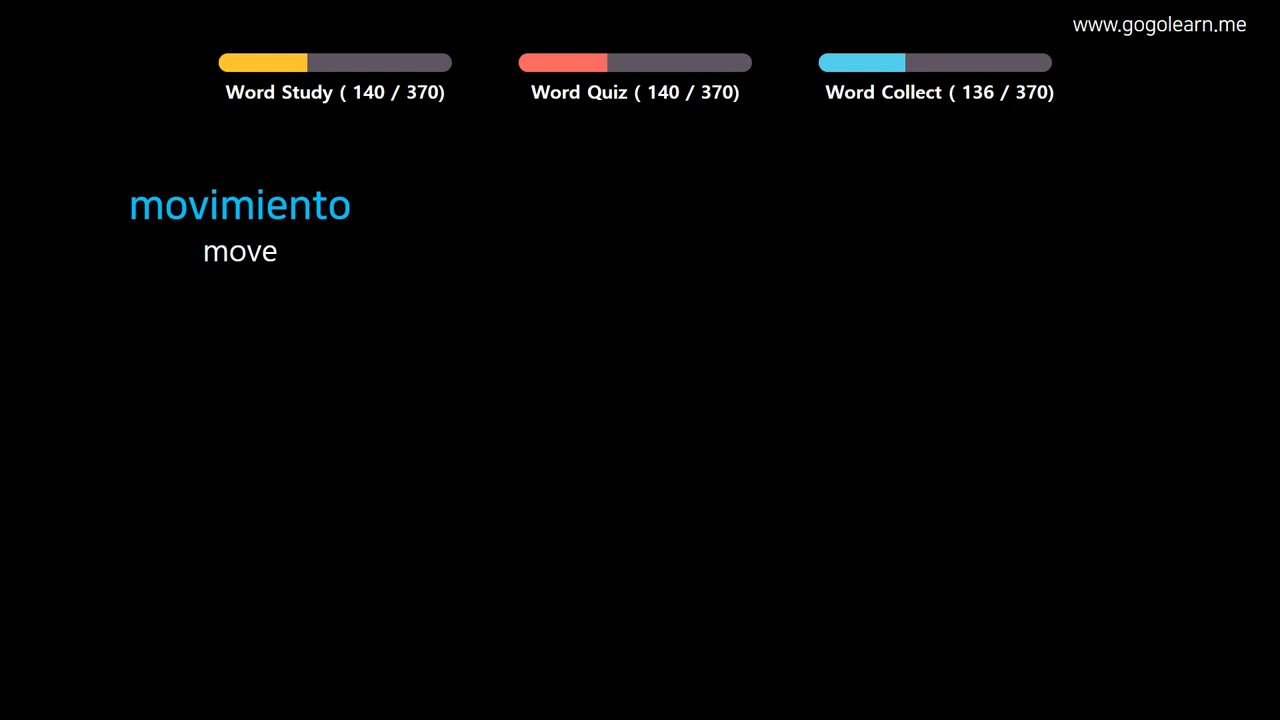 www.gogolearn.me
Word Study ( 140 / 370)
Word Quiz ( 140 / 370)
Word Collect ( 136 / 370)
movimiento
move